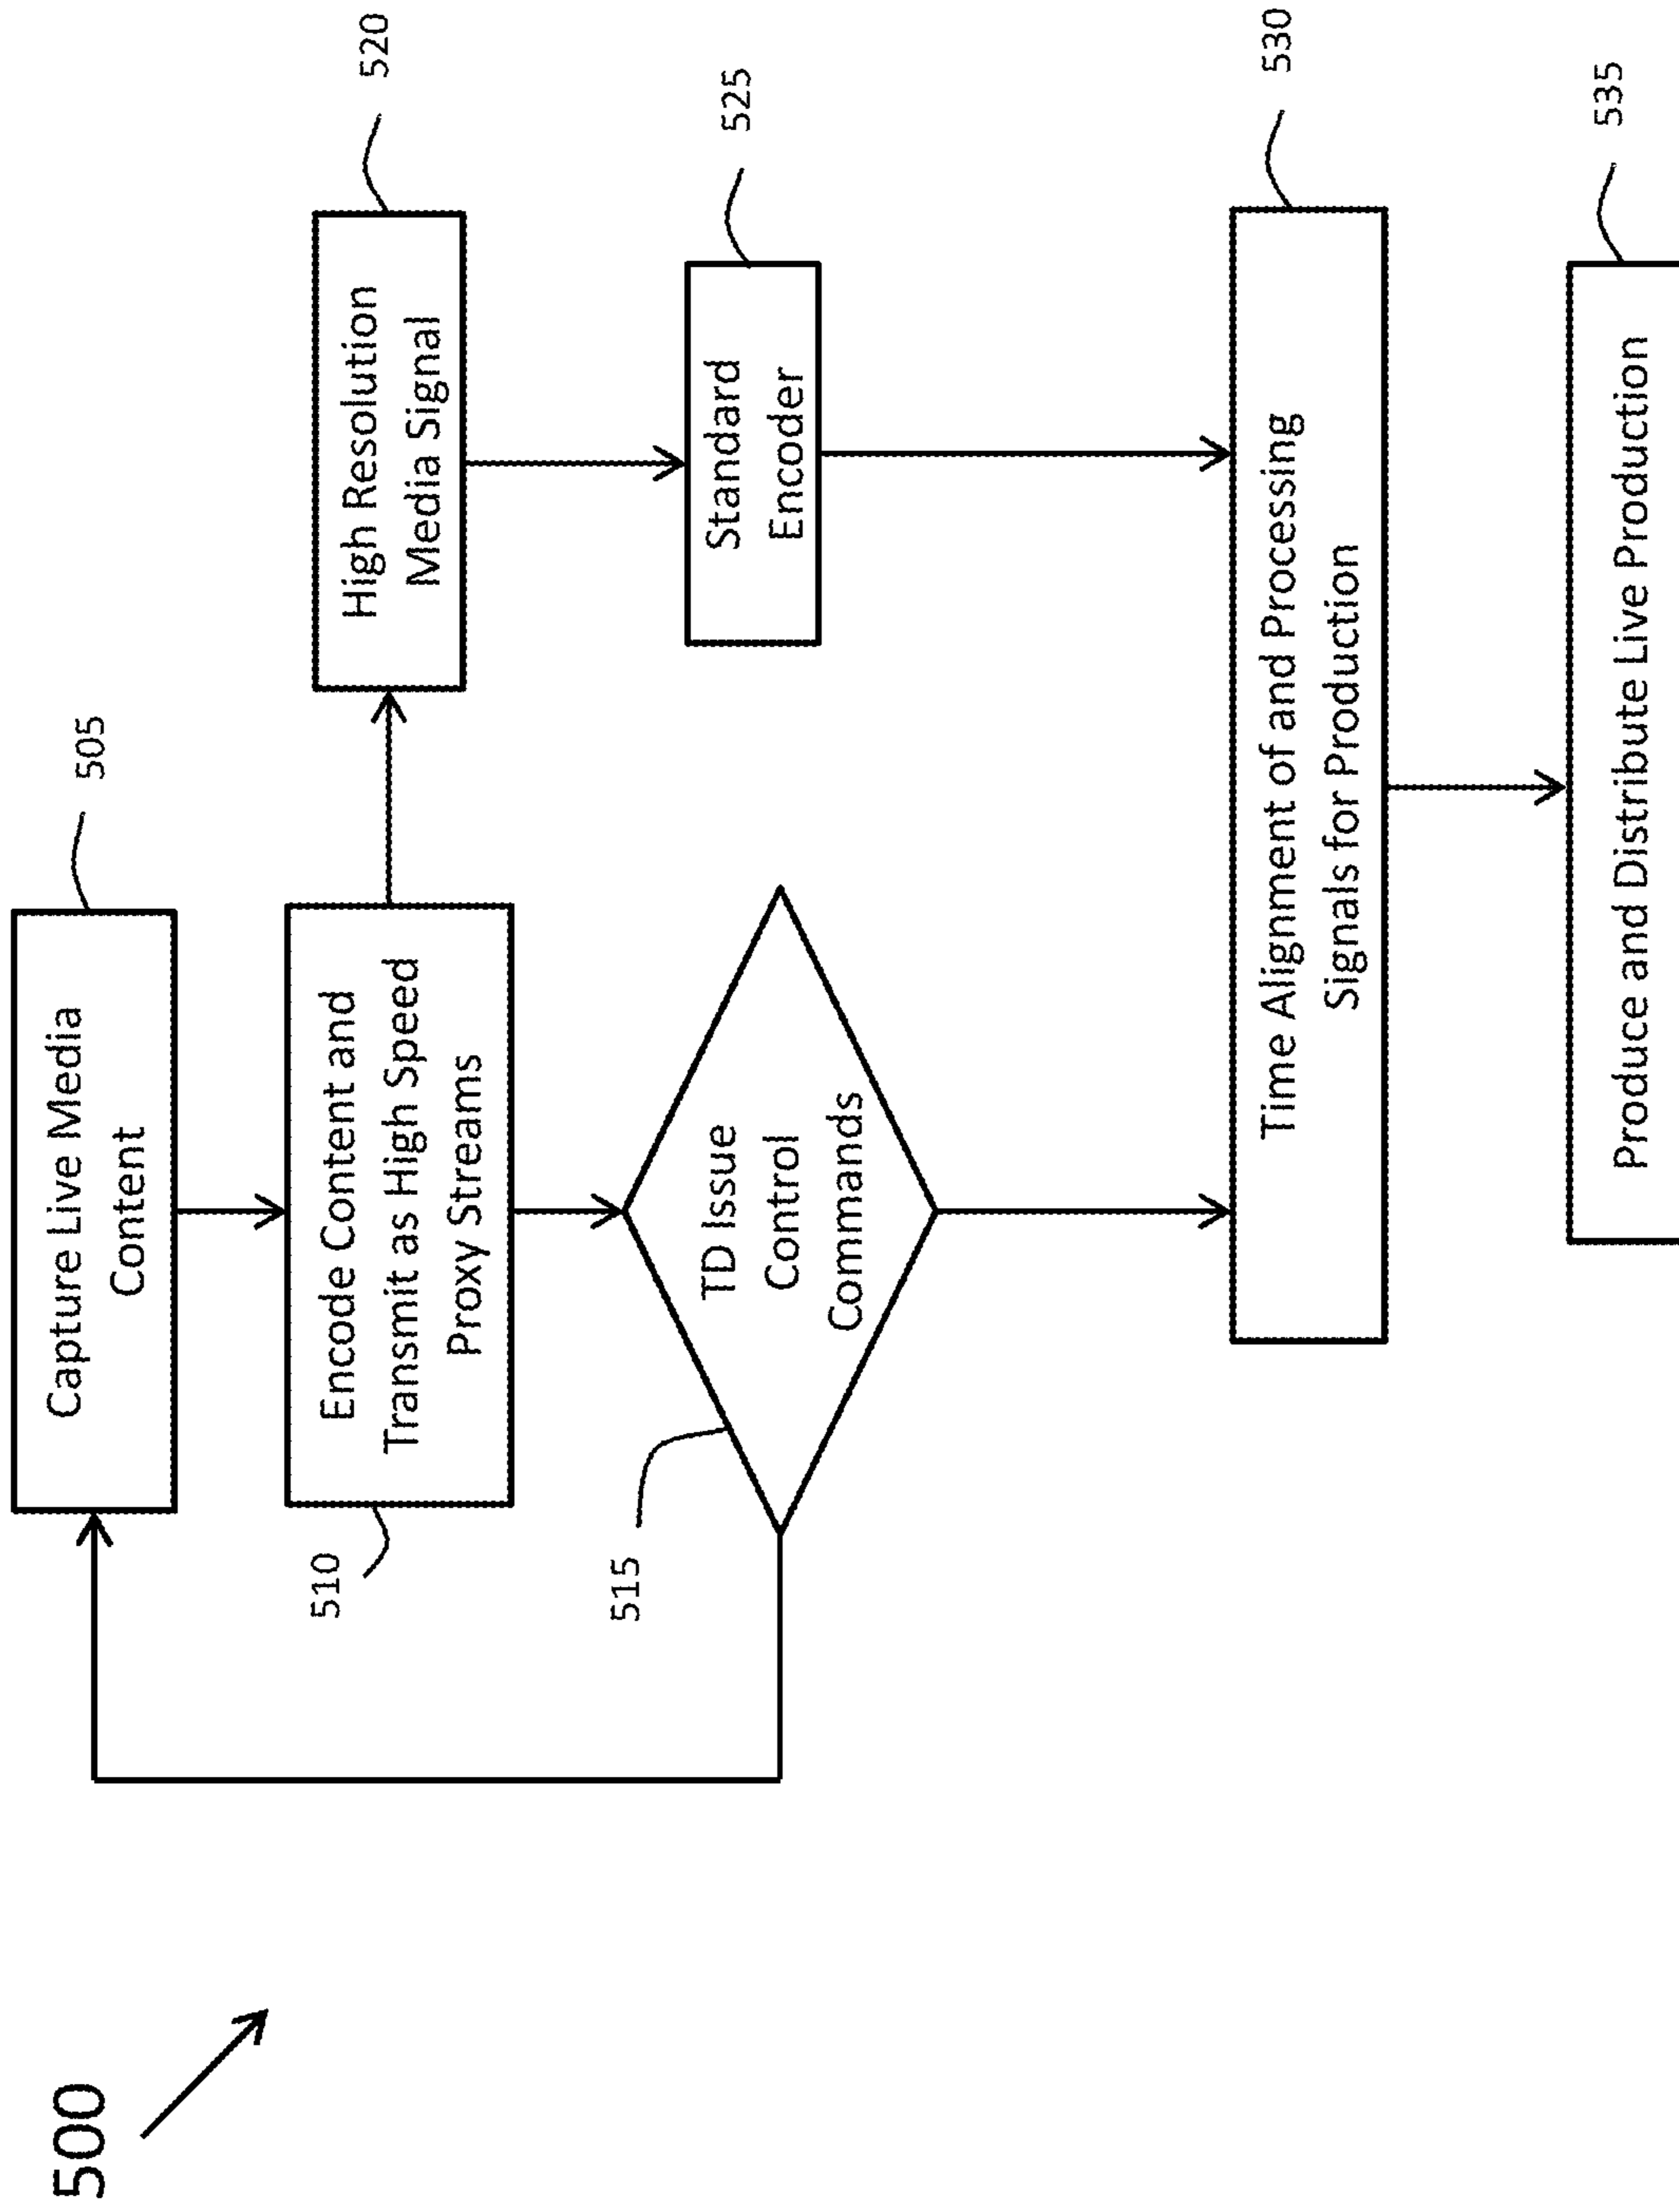 500
Capture Live Media
Content
505
Encode Content and
Transmit as High Speed
Proxy Streams
510
High Resolution
Media Signal
520
TD Issue
Control
Commands
515
Standard
Encoder
525
Time Alignment of and Processing
Signals for Production
530
Produce and Distribute Live Production
535